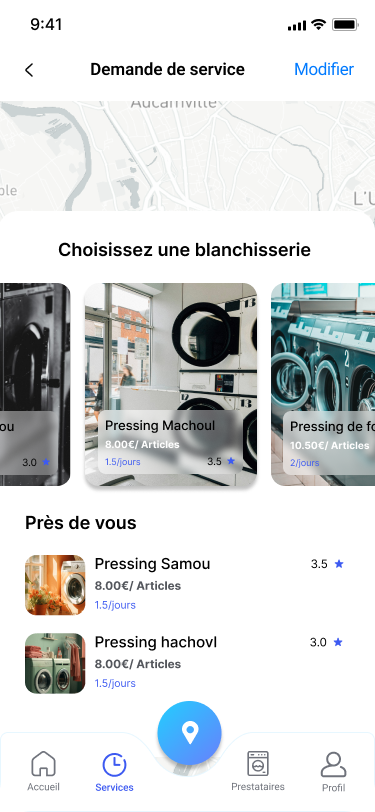 9:41
Demande de service
Modifier
Aucamville
L'U
Choisissez une blanchisserie
ou
3.0
Pressing Machoul
8.00€/ Articles
1.5/jours
3.5
Pressing de fo
10.50€/ Articles
2/jours
Près de vous
Pressing Samou
3.5
8.00€/ Articles
1.5/jours
Pressing hachovl
3.0
8.00€/ Articles
1.5/jours
Accueil
Services
Prestataires
Profil